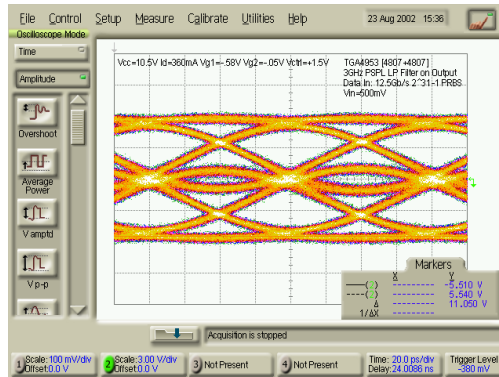 File Control Setup Measure Calibrate Utilities Help 23 Aug 2002 15:36
Oscilloscope Mode
Time
Amplitude
Overshoot
Average
Power
V amptd
V p-p
Vcc=10.5V Id=360mA Vg1=-.58V Vg2=-.05V Vctrl=+1.5V
TGA4953 [4807+4807]
3GHz PSPL LP Filter on Output
Data In: 12.5Gb/s 2^31-1 PRBS
Vin=500mV
Markers
X Y
——( ) -------- -5.510 V
----( ) -------- 5.540 V
Δ -------- 11.050 V
1/ΔX --------
Acquisition is stopped
1 Scale:100 mV/div
Offset:0.0 V
2 Scale:3.00 V/div
Offset:0.0 V
3 Not Present
4 Not Present
Time: 20.0 ps/div
Delay:24.0086 ns
Trigger Level
-380 mV